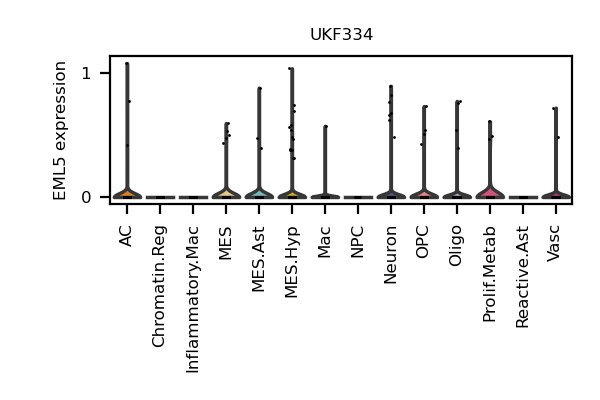 UKF334
EML5 expression
1
0
AC
Chromatin.Reg
Inflammatory.Mac
MES
MES.Ast
MES.Hyp
Mac
NPC
Neuron
OPC
Oligo
Prolif.Metab
Reactive.Ast
Vasc